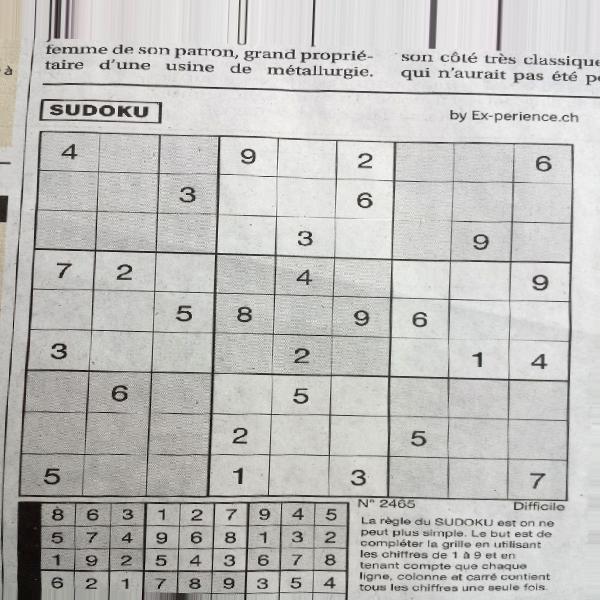 femme de son patron, grand proprié-
taire d'une usine de métallurgie.
son côté très classique
qui n'aurait pas été
à
SUDOKU
by Ex-perience.ch
4 9 2 6
3 6
3 9
7 2 4 9
5 8 9 6
3 2 1 4
6 5
2 5
5 1 3 7
8 6 3 1 2 7 9 4 5
5 7 4 9 6 8 1 3 2
1 9 2 5 4 3 6 7 8
6 2 1 7 8 9 3 5 4
N° 2465 Difficile
La règle du SUDOKU est on ne
peut plus simple. Le but est de
compléter la grille en utilisant
les chiffres de 1 à 9 et en
tenant compte que chaque
ligne, colonne et carré contient
tous les chiffres une seule fois.